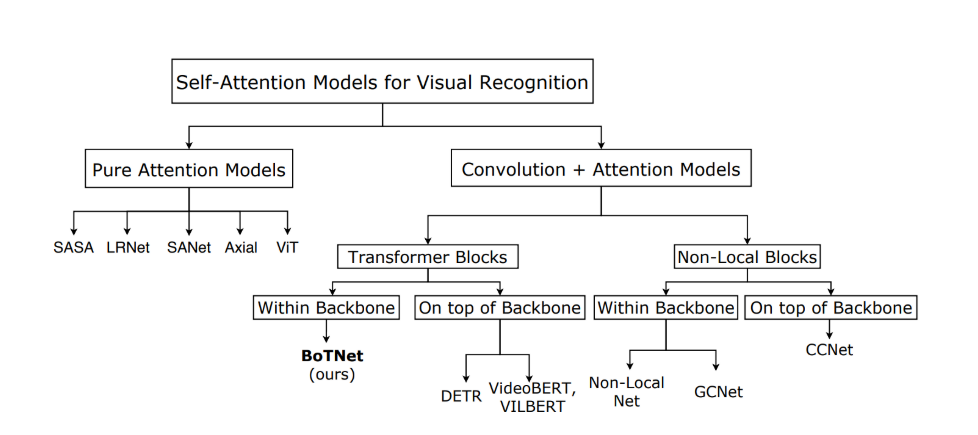 Self-Attention Models for Visual Recognition
Pure Attention Models
Convolution + Attention Models
SASA
LRNet
SANet
Axial
ViT
Transformer Blocks
Non-Local Blocks
Within Backbone
On top of Backbone
Within Backbone
On top of Backbone
BoTNet
(ours)
DETR
VideoBERT,
VILBERT
Non-Local
Net
GCNet
CCNet